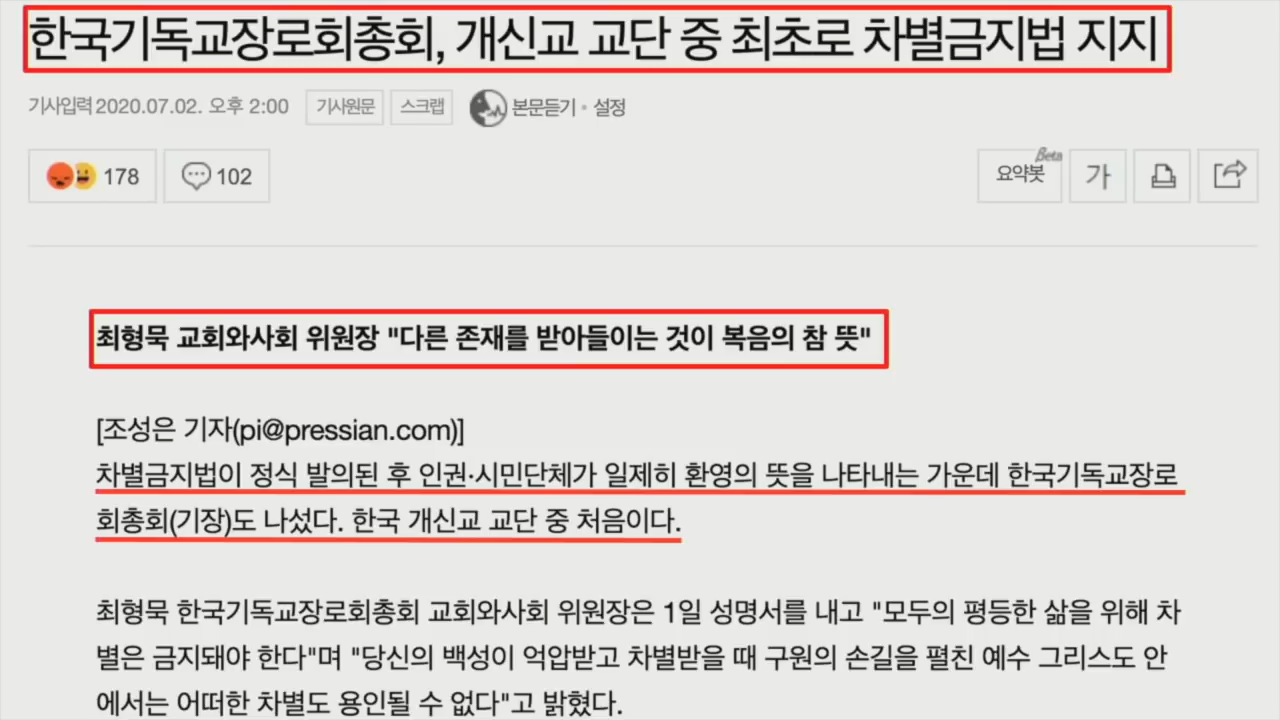 한국기독교장로회총회, 개신교 교단 중 최초로 차별금지법 지지
기사입력 2020.07.02. 오후 2:00 기사원문 스크랩 본문듣기 · 설정
178 102 요약봇 Beta 가
최형묵 교회와사회 위원장 "다른 존재를 받아들이는 것이 복음의 참 뜻"
[조성은 기자(pi@pressian.com)]
차별금지법이 정식 발의된 후 인권·시민단체가 일제히 환영의 뜻을 나타내는 가운데 한국기독교장로
회총회(기장)도 나섰다. 한국 개신교 교단 중 처음이다.
최형묵 한국기독교장로회총회 교회와사회 위원장은 1일 성명서를 내고 "모두의 평등한 삶을 위해 차
별은 금지돼야 한다"며 "당신의 백성이 억압받고 차별받을 때 구원의 손길을 펼친 예수 그리스도 안
에서는 어떠한 차별도 용인될 수 없다"고 밝혔다.